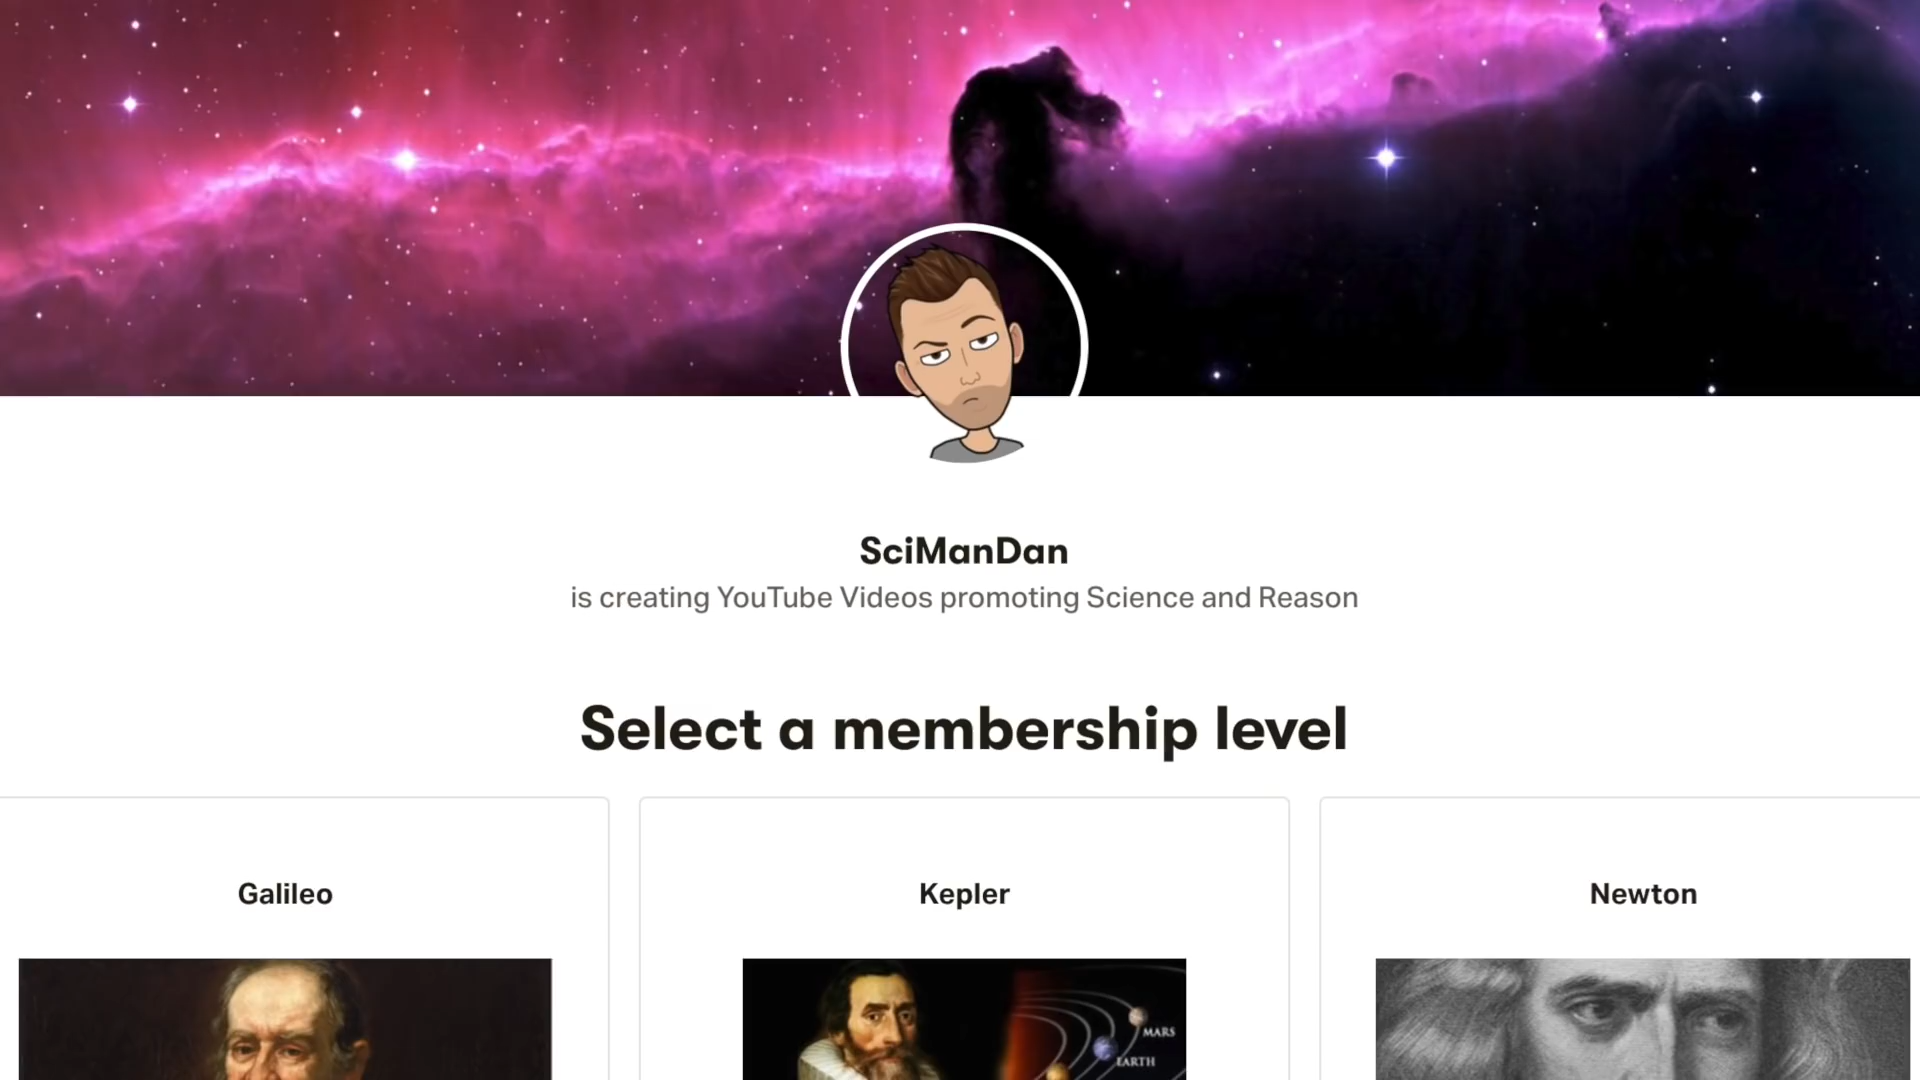 SciManDan
is creating YouTube Videos promoting Science and Reason
Select a membership level
Galileo
Kepler
Newton
MARS
EARTH